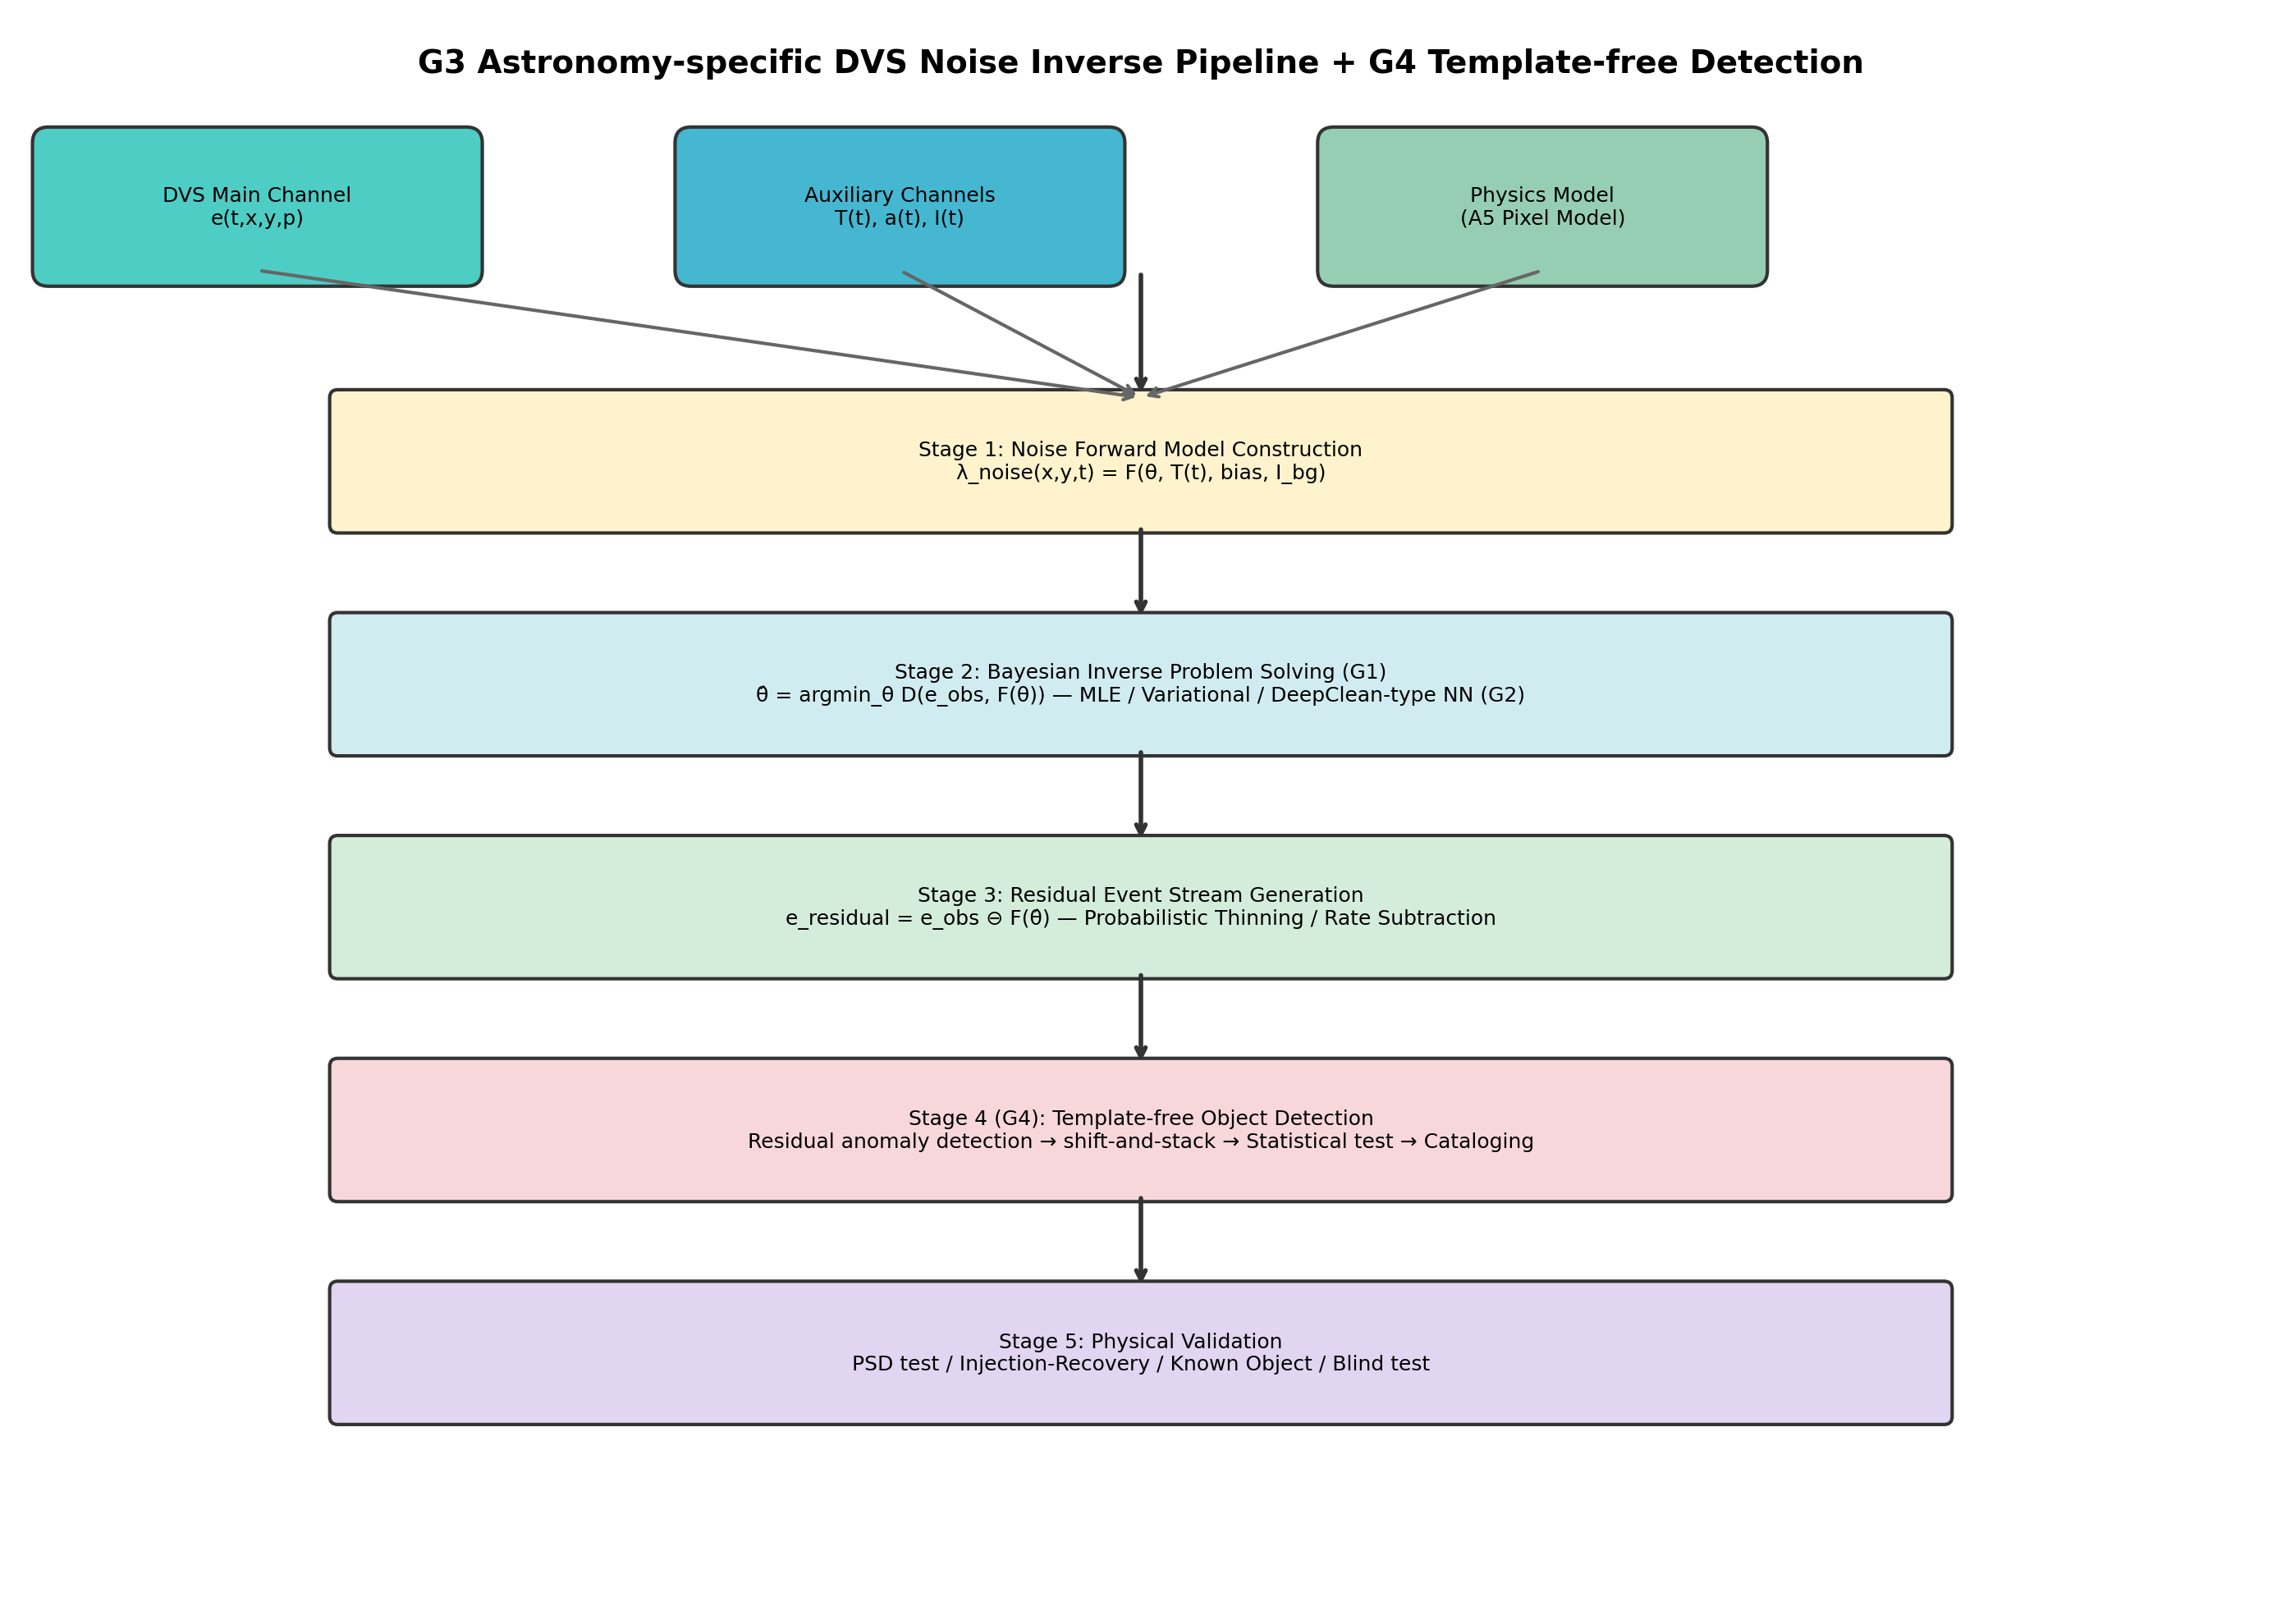 G3 Astronomy-specific DVS Noise Inverse Pipeline + G4 Template-free Detection
DVS Main Channel
e(t,x,y,p)
Auxiliary Channels
T(t), a(t), I(t)
Physics Model
(A5 Pixel Model)
Stage 1: Noise Forward Model Construction
λ_noise(x,y,t) = F(θ, T(t), bias, I_bg)
Stage 2: Bayesian Inverse Problem Solving (G1)
θ̂ = argmin_θ D(e_obs, F(θ)) — MLE / Variational / DeepClean-type NN (G2)
Stage 3: Residual Event Stream Generation
e_residual = e_obs ⊖ F(θ̂) — Probabilistic Thinning / Rate Subtraction
Stage 4 (G4): Template-free Object Detection
Residual anomaly detection → shift-and-stack → Statistical test → Cataloging
Stage 5: Physical Validation
PSD test / Injection-Recovery / Known Object / Blind test